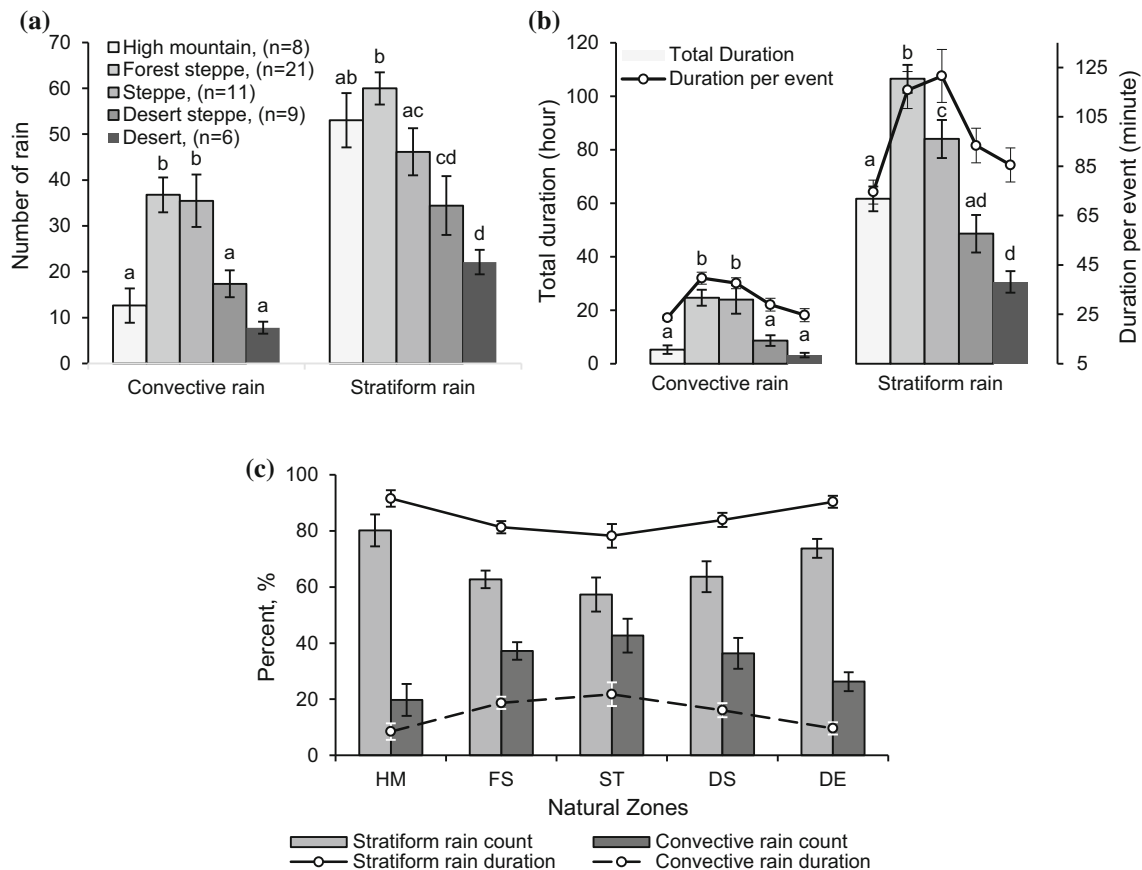 (a)
70
60
50
40
30
20
10
0
Number of rain
High mountain, (n=8)
Forest steppe, (n=21)
Steppe, (n=11)
Desert steppe, (n=9)
Desert, (n=6)
a
b
b
a
a
ab
b
ac
cd
d
Convective rain
Stratiform rain
(b)
120
100
80
60
40
20
0
Total duration (hour)
Total Duration
Duration per event
a
b
b
a
a
a
b
c
ad
d
Convective rain
Stratiform rain
125
105
85
65
45
25
5
Duration per event (minute)
(c)
100
80
60
40
20
0
Percent, %
HM
FS
ST
DS
DE
Natural Zones
Stratiform rain count
Convective rain count
Stratiform rain duration
Convective rain duration